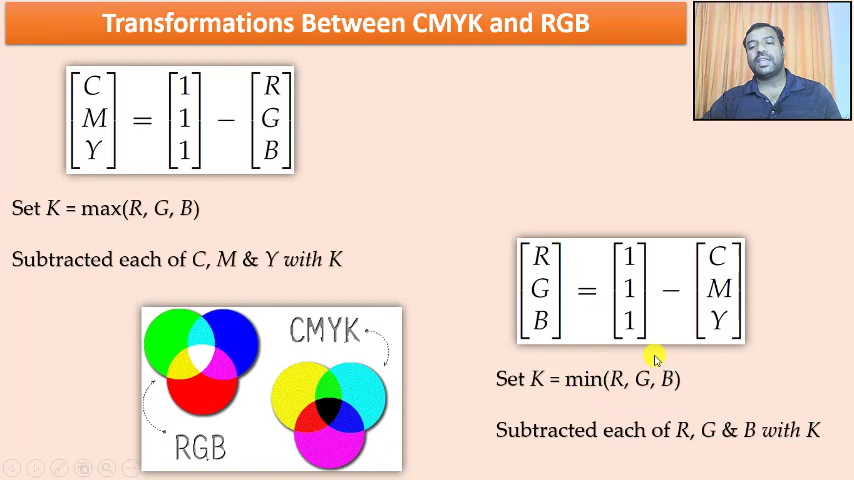 Transformations Between CMYK and RGB
C 1 R
M = 1 − G
Y 1 B
Set K = max(R, G, B)
Subtracted each of C, M & Y with K
CMYK
RGB
R 1 C
G = 1 − M
B 1 Y
Set K = min(R, G, B)
Subtracted each of R, G & B with K